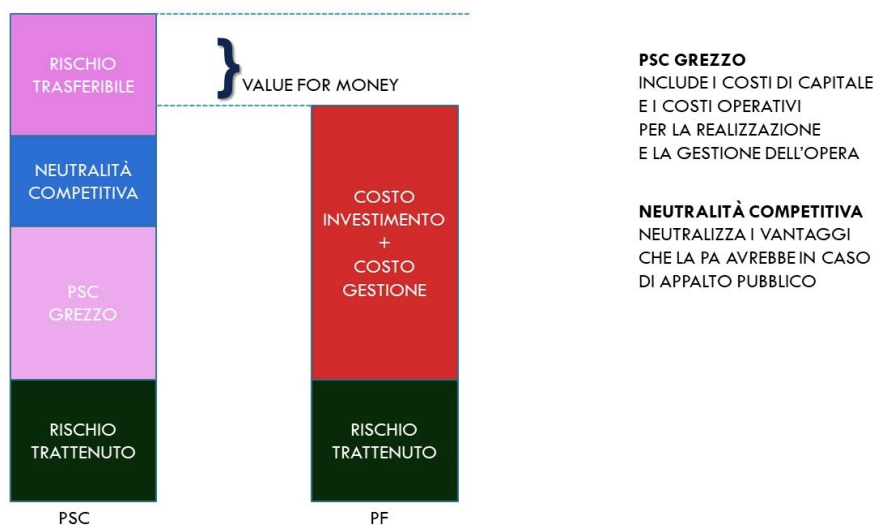 RISCHIO
TRASFERIBILE
NEUTRALITÀ
COMPETITIVA
PSC
GREZZO
RISCHIO
TRATTENUTO
PSC
VALUE FOR MONEY
COSTO
INVESTIMENTO
+
COSTO
GESTIONE
RISCHIO
TRATTENUTO
PF
PSC GREZZO
INCLUDE I COSTI DI CAPITALE
E I COSTI OPERATIVI
PER LA REALIZZAZIONE
E LA GESTIONE DELL'OPERA
NEUTRALITÀ COMPETITIVA
NEUTRALIZZA I VANTAGGI
CHE LA PA AVREBBE IN CASO
DI APPALTO PUBBLICO